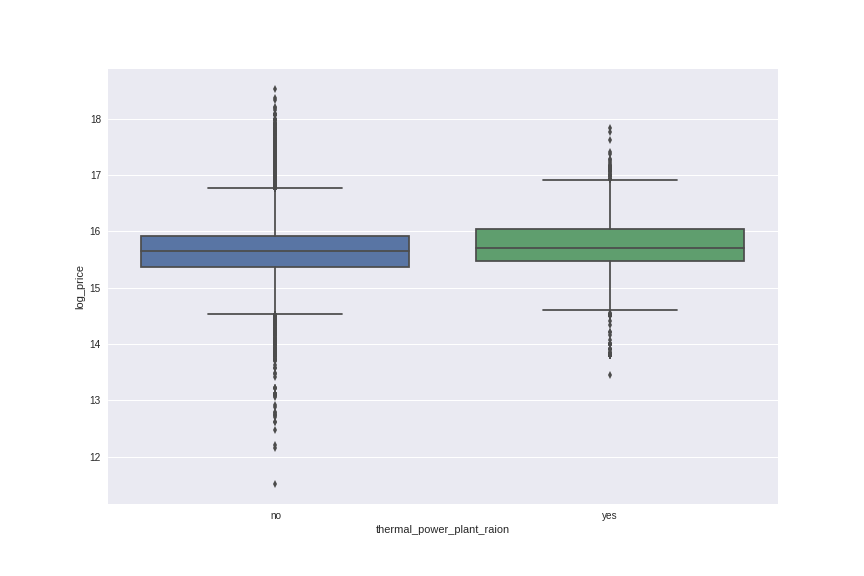 18
17
16
15
14
13
12
log_price
no yes
thermal_power_plant_raion